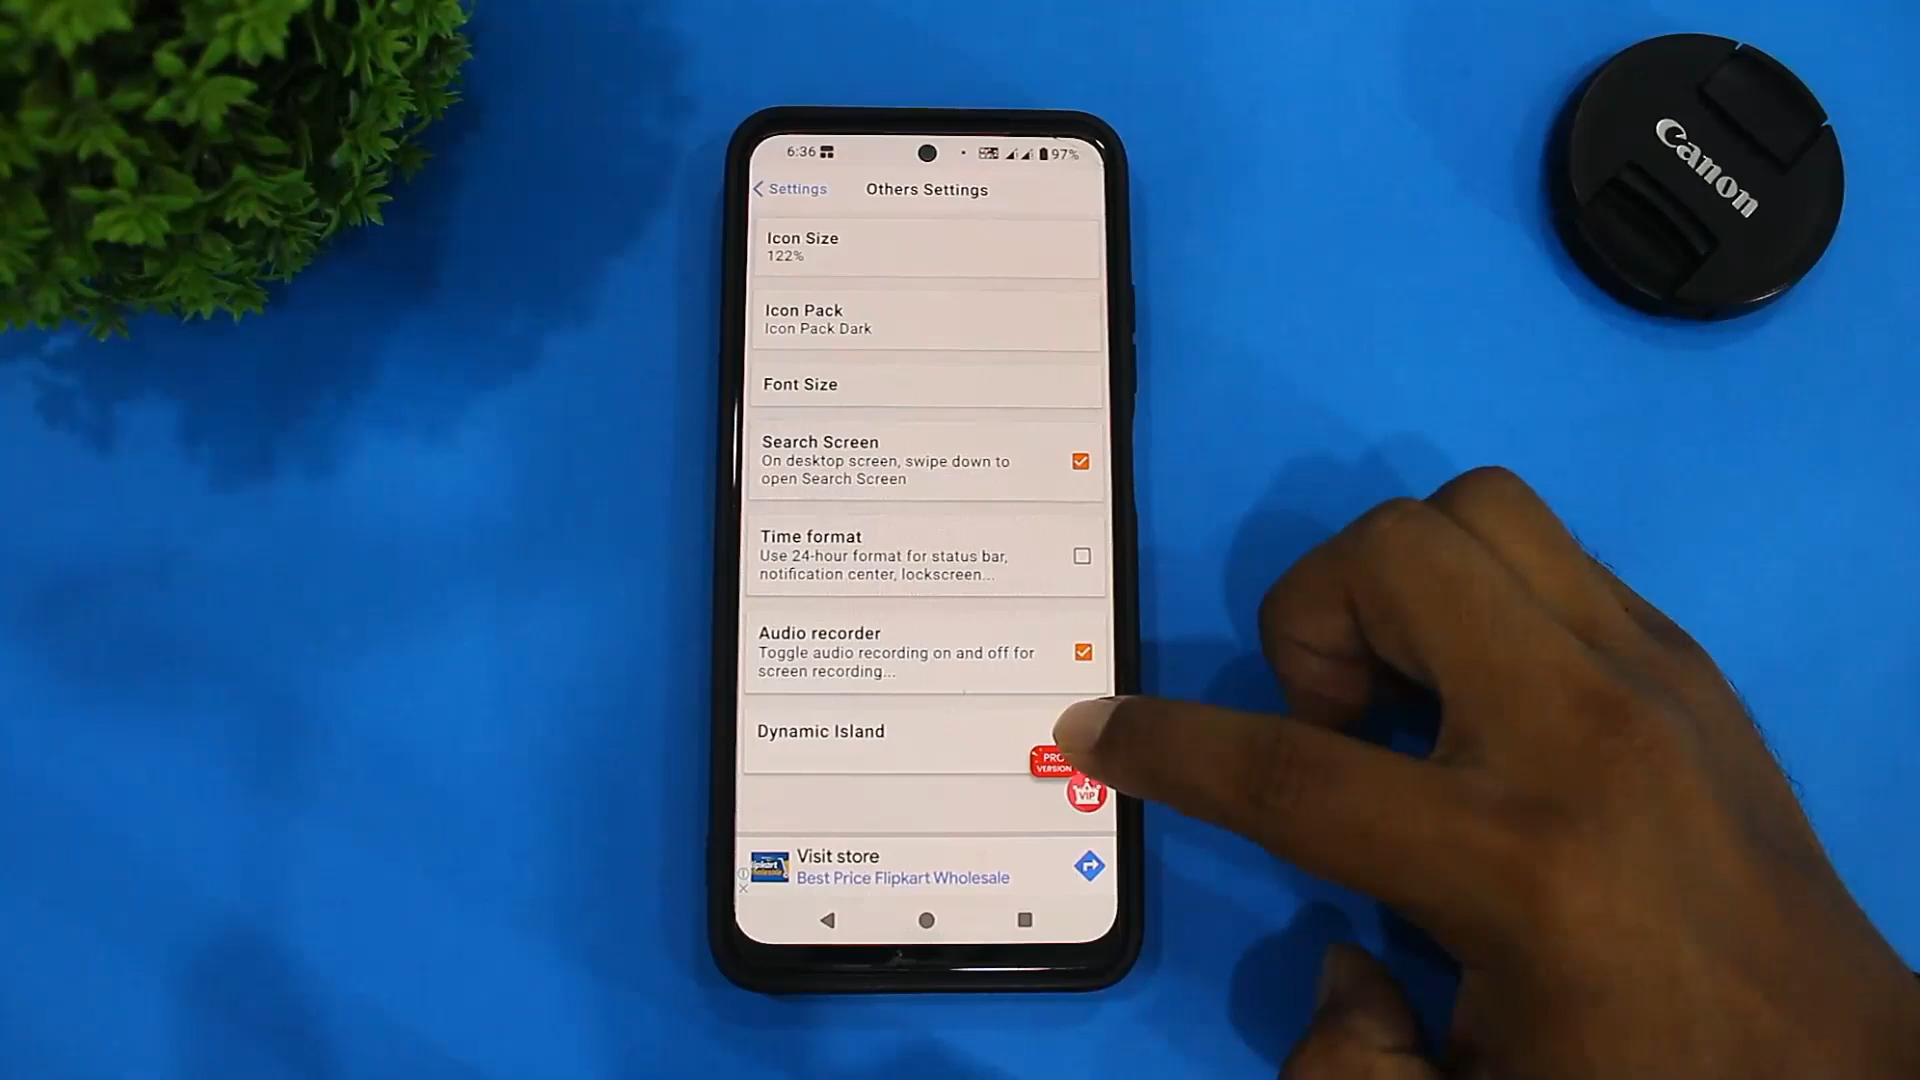 6:36
97%
Settings
Others Settings
Icon Size
122%
Icon Pack
Icon Pack Dark
Font Size
Search Screen
On desktop screen, swipe down to
open Search Screen
Time format
Use 24-hour format for status bar,
notification center, lockscreen...
Audio recorder
Toggle audio recording on and off for
screen recording...
Dynamic Island
VERSION
VIP
Visit store
Best Price Flipkart Wholesale
Canon